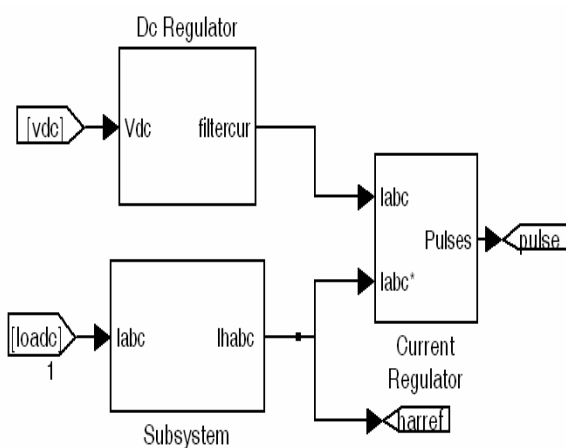 Dc Regulator
[vdc]
Vdc
filtercur
Iabc
Pulses
pulse
Iabc*
[loadc]
1
Iabc
Ihabc
Current
Regulator
harref
Subsystem